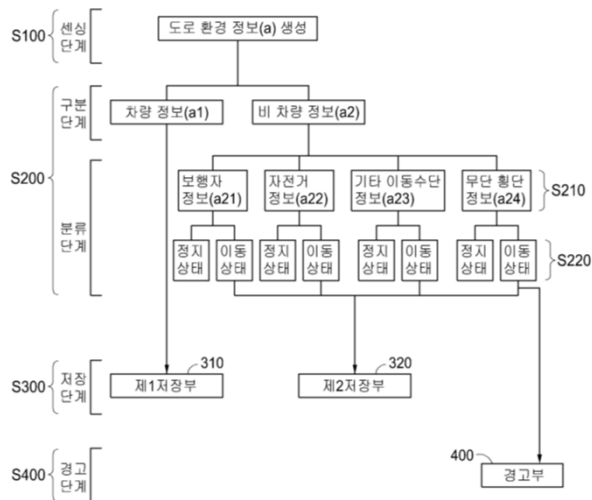 S100
센싱
단계
도로 환경 정보(a) 생성
S200
구분
단계
차량 정보(a1)
비 차량 정보(a2)
분류
단계
보행자
정보(a21)
자전거
정보(a22)
기타 이동수단
정보(a23)
무단 횡단
정보(a24)
S210
정지
상태
이동
상태
정지
상태
이동
상태
정지
상태
이동
상태
정지
상태
이동
상태
S220
S300
저장
단계
310
제1저장부
320
제2저장부
S400
경고
단계
400
경고부